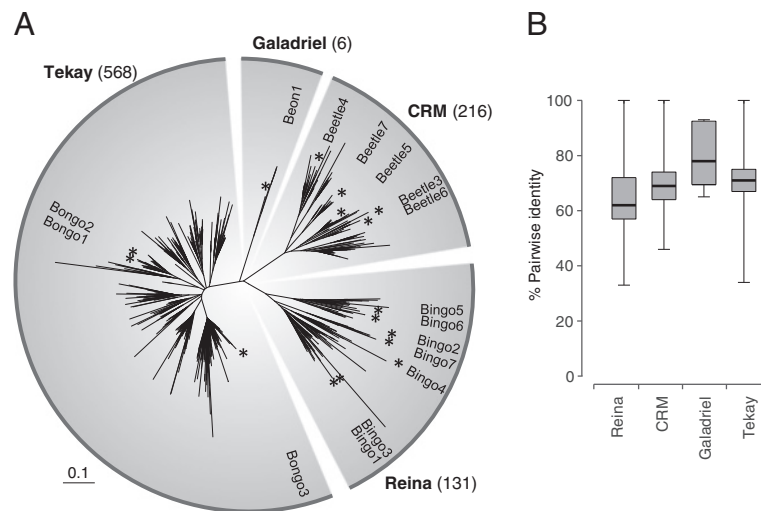 A
B
Galadriel (6)
Tekay (568)
CRM (216)
Beon1
Beetle4
Beetle7
Beetle5
Beetle3
Beetle6
Bongo2
Bongo1
Bingo5
Bingo6
Bingo2
Bingo7
Bingo4
Bingo3
Bingo1
Bongo3
Reina (131)
0.1
% Pairwise identity
100
80
60
40
20
0
Reina
CRM
Galadriel
Tekay